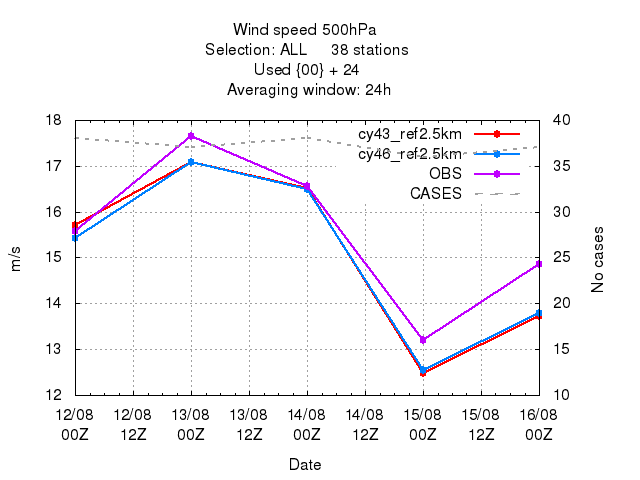 Wind speed 500hPa
Selection: ALL 38 stations
Used {00} + 24
Averaging window: 24h
18 40
cy43_ref2.5km
cy46_ref2.5km
17 35
OBS
CASES
16 30
m/s
15 25
No cases
14 20
13 15
12 10
12/08 12/08 13/08 13/08 14/08 14/08 15/08 15/08 16/08
00Z 12Z 00Z 12Z 00Z 12Z 00Z 12Z 00Z
Date